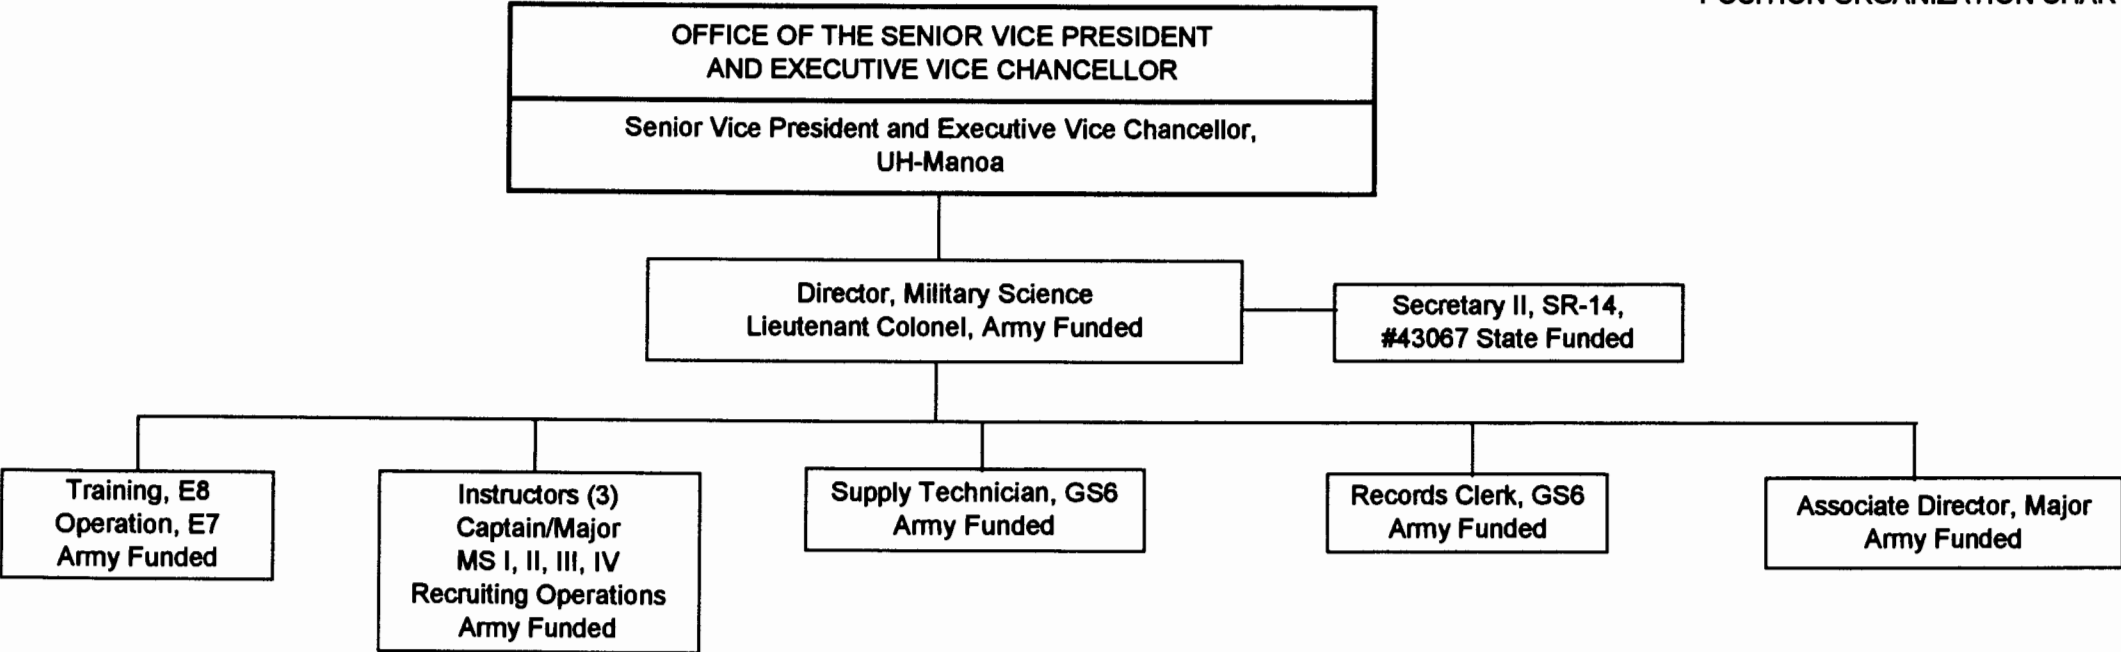 POSITION ORGANIZATION CHAR
OFFICE OF THE SENIOR VICE PRESIDENT
AND EXECUTIVE VICE CHANCELLOR
Senior Vice President and Executive Vice Chancellor,
UH-Manoa
Director, Military Science
Lieutenant Colonel, Army Funded
Secretary II, SR-14,
#43067 State Funded
Training, E8
Operation, E7
Army Funded
Instructors (3)
Captain/Major
MS I, II, III, IV
Recruiting Operations
Army Funded
Supply Technician, GS6
Army Funded
Records Clerk, GS6
Army Funded
Associate Director, Major
Army Funded